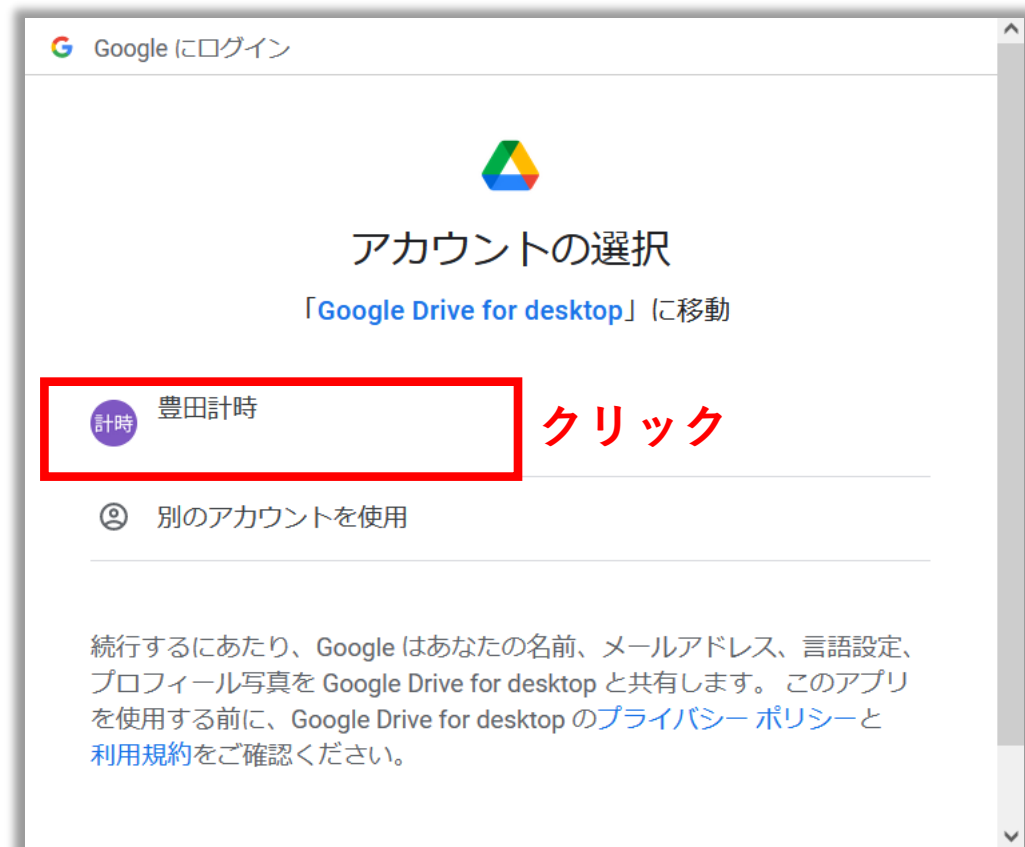 Google にログイン
アカウントの選択
「Google Drive for desktop」に移動
計時
豊田計時
クリック
別のアカウントを使用
続行するにあたり、Google はあなたの名前、メールアドレス、言語設定、
プロフィール写真を Google Drive for desktop と共有します。 このアプリ
を使用する前に、Google Drive for desktop のプライバシー ポリシーと
利用規約をご確認ください。